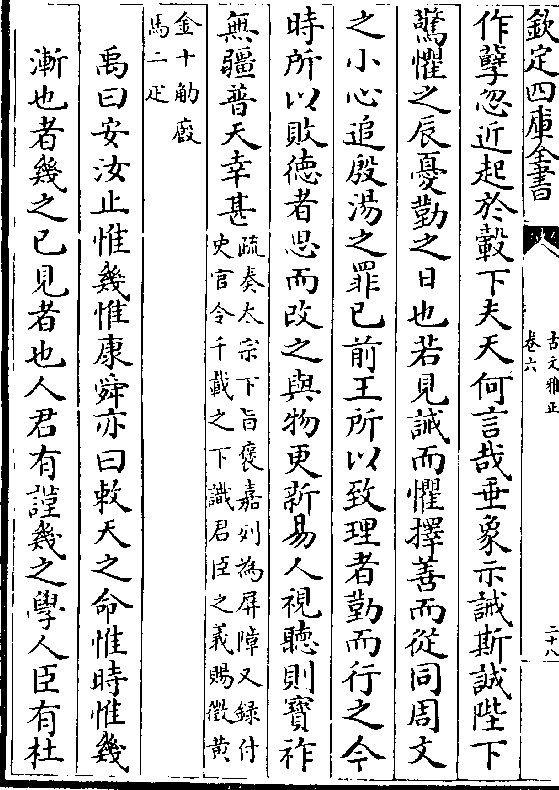 欽定四庫全書
古文雅正
卷六
二十八
作孽忽近起於轂下夫天何言哉垂象示誡斯誠陛下
驚懼之辰憂勤之日也若見誡而懼擇善而從同周文
之小心追殷湯之罪已前王所以致理者勤而行之今
時所以敗德者思而改之與物更新易人視聽則寶祚
無疆普天幸甚
疏奏太宗下旨褒嘉列為屏障又録付
史官令千載之下識君臣之義賜徵黄
金十觔廐
馬二疋
禹曰安汝止惟幾惟康舜亦曰敕天之命惟時惟幾
漸也者幾之已見者也人君有謹幾之學人臣有杜